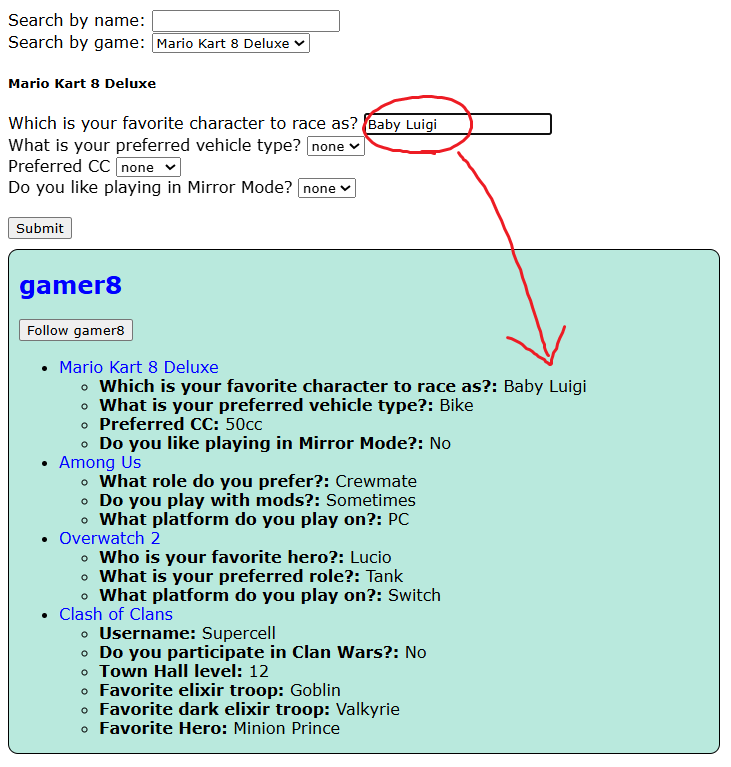 Search by name:
Search by game: Mario Kart 8 Deluxe
Mario Kart 8 Deluxe
Which is your favorite character to race as? Baby Luigi
What is your preferred vehicle type? none
Preferred CC none
Do you like playing in Mirror Mode? none
Submit
gamer8
Follow gamer8
Mario Kart 8 Deluxe
Which is your favorite character to race as?: Baby Luigi
What is your preferred vehicle type?: Bike
Preferred CC: 50cc
Do you like playing in Mirror Mode?: No
Among Us
What role do you prefer?: Crewmate
Do you play with mods?: Sometimes
What platform do you play on?: PC
Overwatch 2
Who is your favorite hero?: Lucio
What is your preferred role?: Tank
What platform do you play on?: Switch
Clash of Clans
Username: Supercell
Do you participate in Clan Wars?: No
Town Hall level: 12
Favorite elixir troop: Goblin
Favorite dark elixir troop: Valkyrie
Favorite Hero: Minion Prince